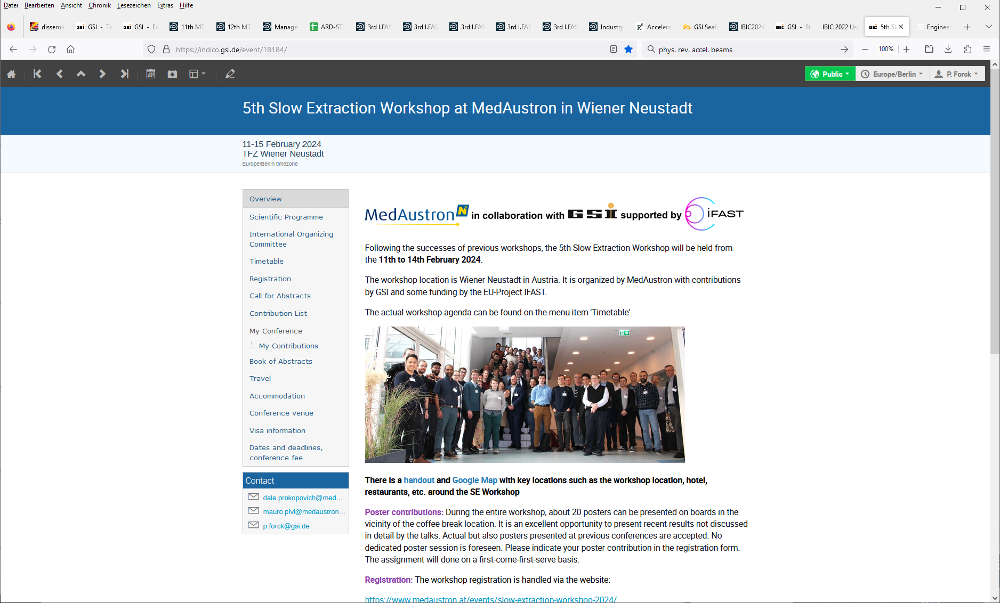 Datei Bearbeiten Ansicht Chronik Lesezeichen Extras Hilfe
dissemi GSI - Te GSI - Ec 11th MT 12th MT Manage ARD-ST3 3rd I.FAS 3rd I.FAS 3rd I.FAS 3rd I.FAS 3rd I.FAS Industry Accelera GSI Seafi IBIC2024 GSI - St IBIC 2022 Us 5th Sl Enginee
https://indico.gsi.de/event/18184/ phys. rev. accel. beams 100%
Public Europe/Berlin P. Forck
5th Slow Extraction Workshop at MedAustron in Wiener Neustadt
11-15 February 2024
TFZ Wiener Neustadt
Europe/Berlin timezone
Overview
Scientific Programme
International Organizing
Committee
Timetable
Registration
Call for Abstracts
Contribution List
My Conference
My Contributions
Book of Abstracts
Travel
Accommodation
Conference venue
Visa information
Dates and deadlines,
conference fee
Contact
dale.prokopovich@med...
mauro.pivi@medaustron...
p.forck@gsi.de
MedAustron N in collaboration with GSI supported by iFAST
Following the successes of previous workshops, the 5th Slow Extraction Workshop will be held from
the 11th to 14th February 2024.
The workshop location is Wiener Neustadt in Austria. It is organized by MedAustron with contributions
by GSI and some funding by the EU-Project IFAST.
The actual workshop agenda can be found on the menu item 'Timetable'.
There is a handout and Google Map with key locations such as the workshop location, hotel,
restaurants, etc. around the SE Workshop
Poster contributions: During the entire workshop, about 20 posters can be presented on boards in the
vicinity of the coffee break location. It is an excellent opportunity to present recent results not discussed
in detail by the talks. Actual but also posters presented at previous conferences are accepted. No
dedicated poster session is foreseen. Please indicate your poster contribution in the registration form.
The assignment will done on a first-come-first-serve basis.
Registration: The workshop registration is handled via the website:
https://www.medaustron.at/events/slow-extraction-workshop-2024/